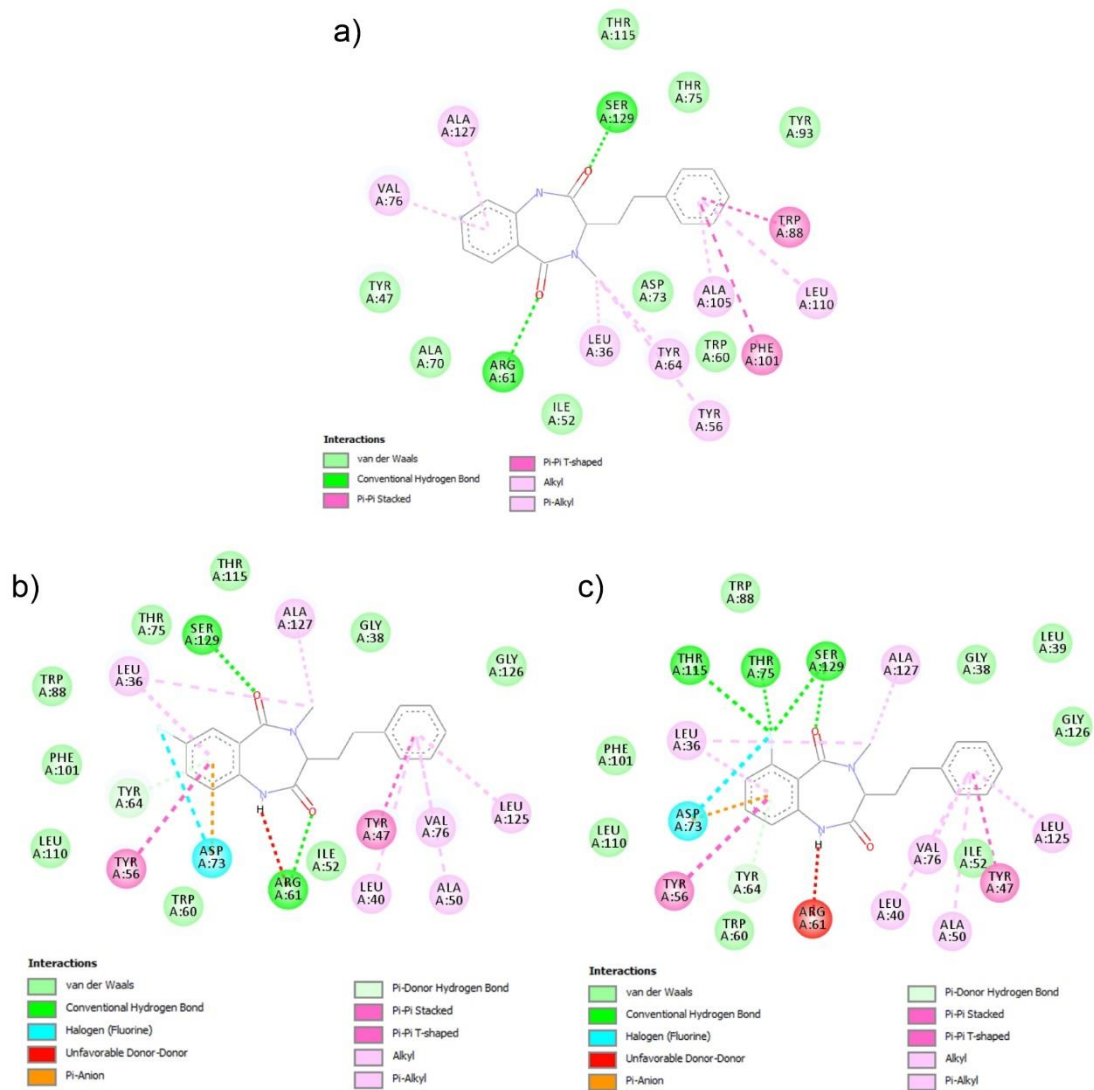 a)
THR
A:115
THR
A:75
SER
A:129
TYR
A:93
ALA
A:127
VAL
A:76
N
O
TRP
A:88
N
ASP
A:73
TYR
A:47
O
ALA
A:105
LEU
A:110
LEU
A:36
TYR
A:64
TRP
A:60
PHE
A:101
ALA
A:70
ARG
A:61
ILE
A:52
TYR
A:56
Interactions
van der Waals
Conventional Hydrogen Bond
Pi-Pi Stacked
Pi-Pi T-shaped
Alkyl
Pi-Alkyl
b)
THR
A:115
THR
A:75
SER
A:129
ALA
A:127
GLY
A:38
GLY
A:126
TRP
A:88
LEU
A:36
O
N
PHE
A:101
TYR
A:64
N
H
O
LEU
A:110
TYR
A:56
ASP
A:73
TRP
A:60
ARG
A:61
ILE
A:52
TYR
A:47
VAL
A:76
LEU
A:125
LEU
A:40
ALA
A:50
Interactions
van der Waals
Conventional Hydrogen Bond
Halogen (Fluorine)
Unfavorable Donor-Donor
Pi-Anion
Pi-Donor Hydrogen Bond
Pi-Pi Stacked
Pi-Pi T-shaped
Alkyl
Pi-Alkyl
c)
TRP
A:88
THR
A:115
THR
A:75
SER
A:129
ALA
A:127
GLY
A:38
LEU
A:39
GLY
A:126
LEU
A:36
O
N
PHE
A:101
ASP
A:73
N
H
O
LEU
A:110
TYR
A:56
TYR
A:64
TRP
A:60
ARG
A:61
VAL
A:76
ILE
A:52
TYR
A:47
LEU
A:125
LEU
A:40
ALA
A:50
Interactions
van der Waals
Conventional Hydrogen Bond
Halogen (Fluorine)
Unfavorable Donor-Donor
Pi-Anion
Pi-Donor Hydrogen Bond
Pi-Pi Stacked
Pi-Pi T-shaped
Alkyl
Pi-Alkyl